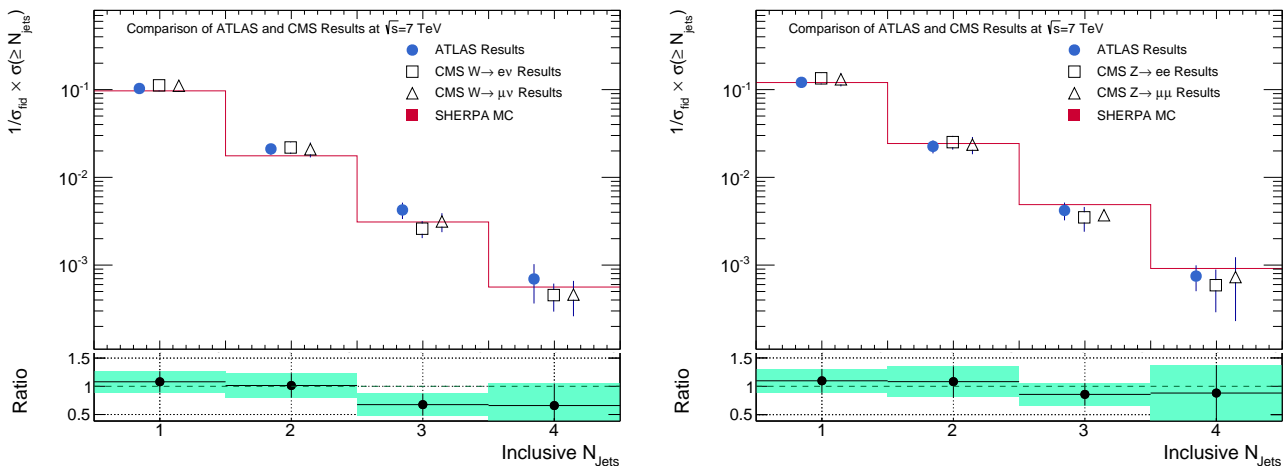 Comparison of ATLAS and CMS Results at √s=7 TeV
ATLAS Results
CMS W→ eν Results
CMS W→ μν Results
SHERPA MC
1/σfid × σ(≥ Njets)
10⁻¹
10⁻²
10⁻³
Ratio
1.5
1
0.5
1 2 3 4
Inclusive NJets
Comparison of ATLAS and CMS Results at √s=7 TeV
ATLAS Results
CMS Z→ ee Results
CMS Z→ μμ Results
SHERPA MC
1/σfid × σ(≥ Njets)
10⁻¹
10⁻²
10⁻³
Ratio
1.5
1
0.5
1 2 3 4
Inclusive NJets